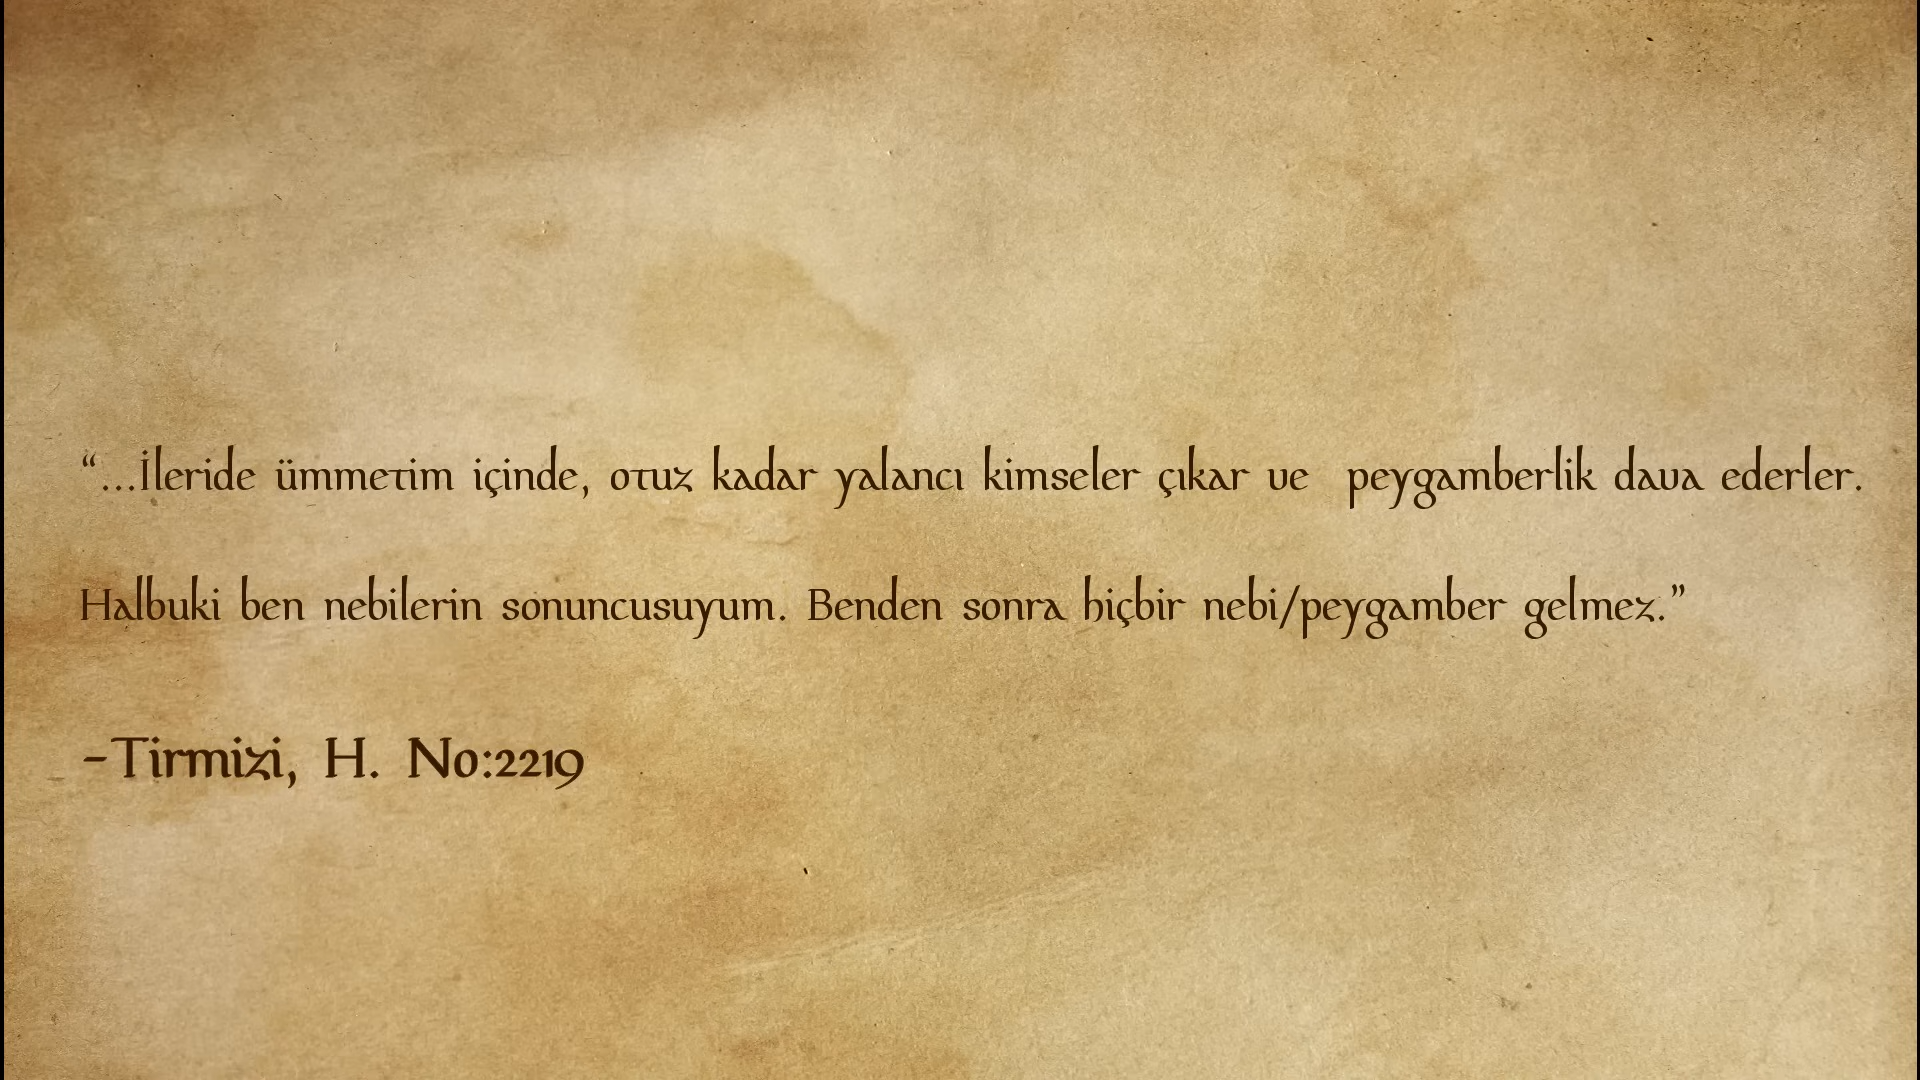 “...İleride ümmetim içinde, otuz kadar yalancı kimseler çıkar ve peygamberlik dava ederler.
Halbuki ben nebilerin sonuncusuyum. Benden sonra hiçbir nebi/peygamber gelmez.”
-Tirmizi, H. No:2219